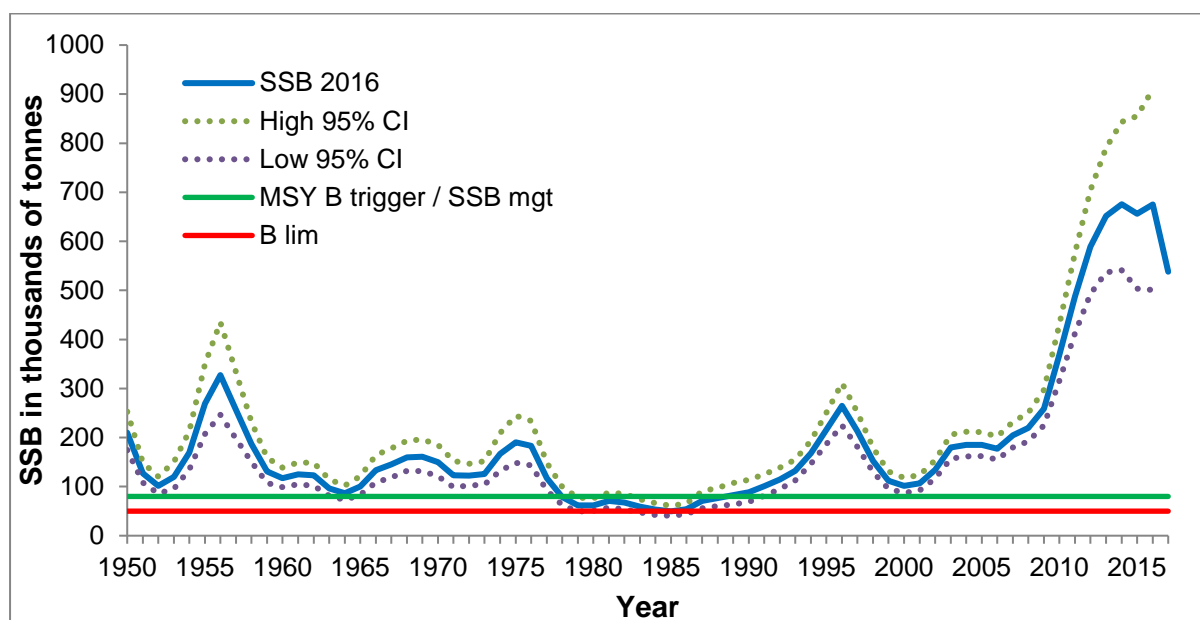 SSB in thousands of tonnes
1000
900
800
700
600
500
400
300
200
100
0
SSB 2016
High 95% CI
Low 95% CI
MSY B trigger / SSB mgt
B lim
1950 1955 1960 1965 1970 1975 1980 1985 1990 1995 2000 2005 2010 2015
Year